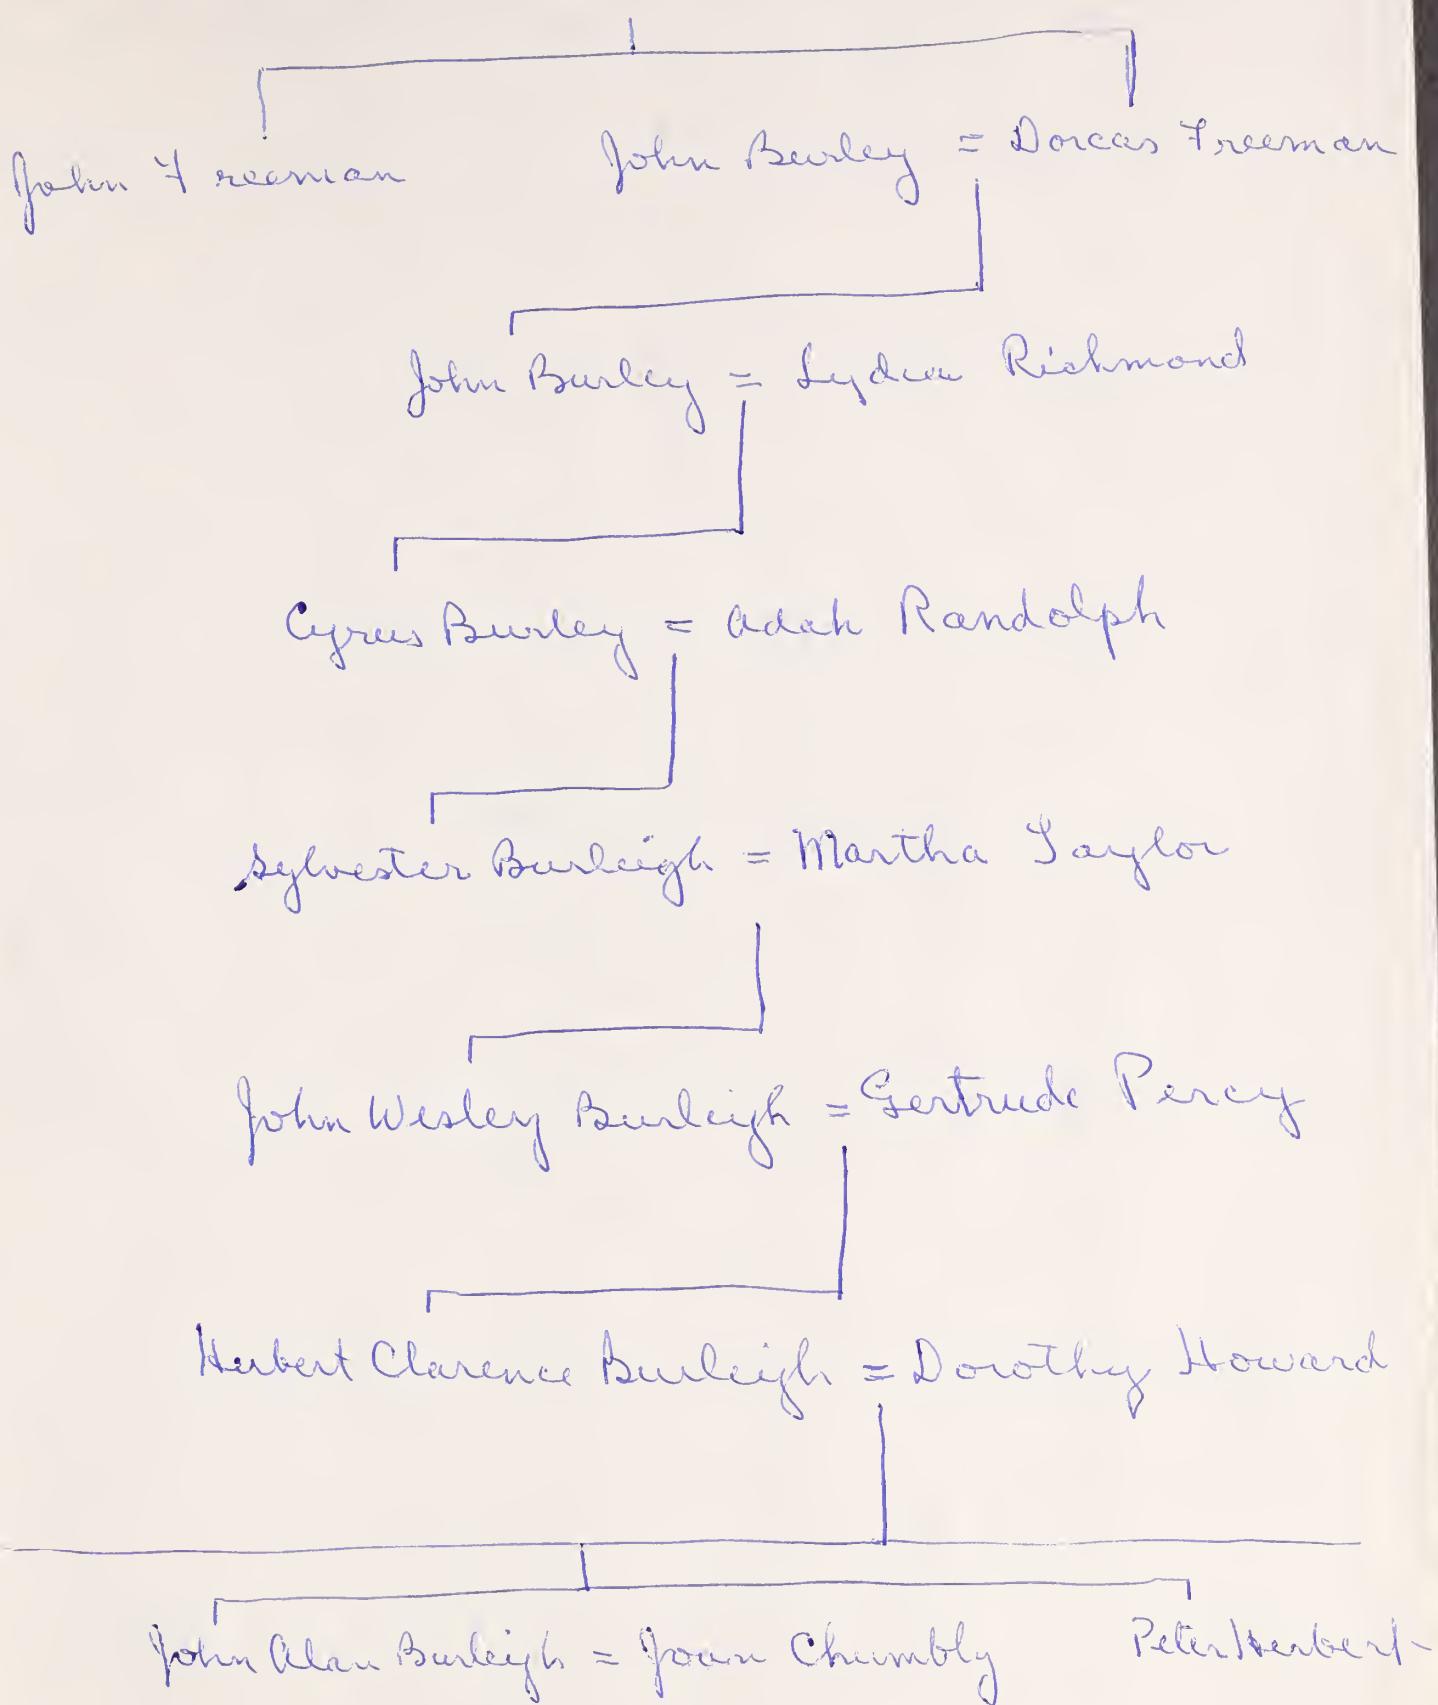 John Freeman John Burley = Dorcas Freeman
John Burley = Lydia Richmond
Cyrus Burley = Adah Randolph
Sylvester Burleigh = Martha Taylor
John Wesley Burleigh = Gertrude Percy
Herbert Clarence Burleigh = Dorothy Howard
John Alan Burleigh = Joan Chumbly Peter Herbert-